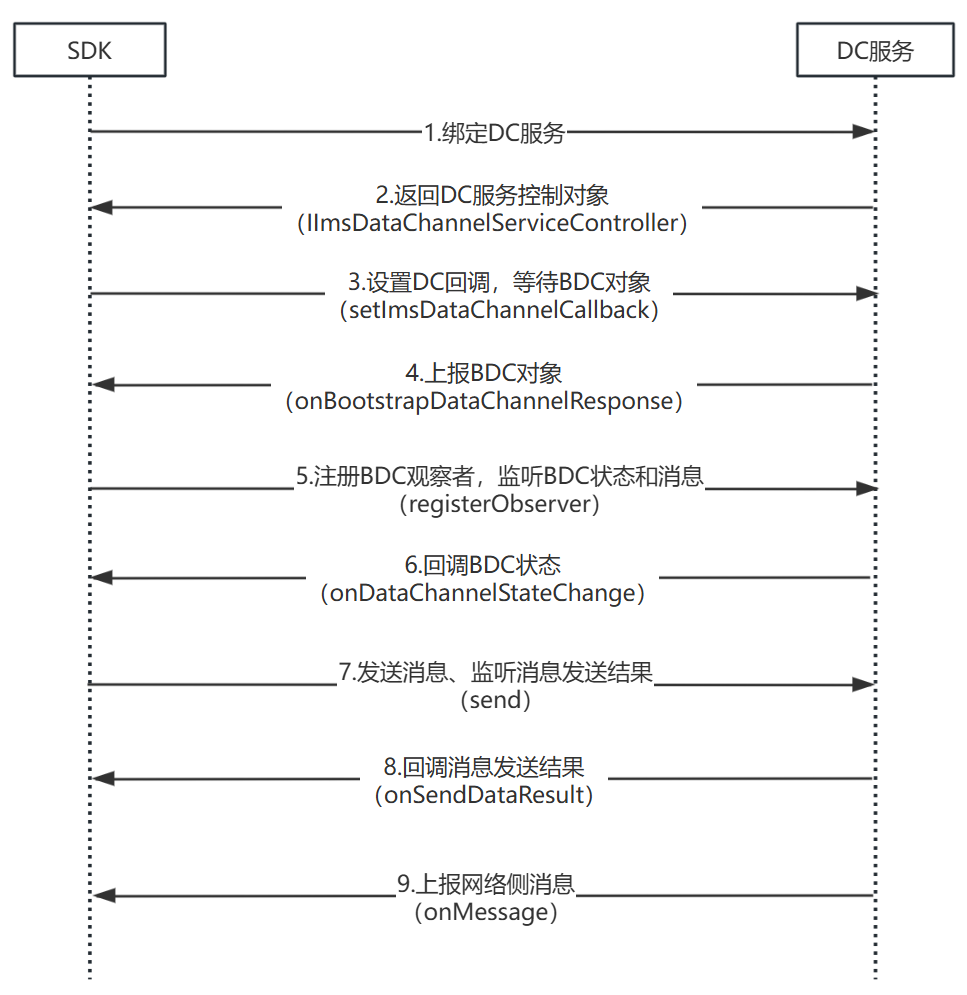 SDK
DC服务
1.绑定DC服务
2.返回DC服务控制对象
（IImsDataChannelServiceController）
3.设置DC回调，等待BDC对象
（setImsDataChannelCallback）
4.上报BDC对象
（onBootstrapDataChannelResponse）
5.注册BDC观察者，监听BDC状态和消息
（registerObserver）
6.回调BDC状态
（onDataChannelStateChange）
7.发送消息、监听消息发送结果
（send）
8.回调消息发送结果
（onSendDataResult）
9.上报网络侧消息
（onMessage）